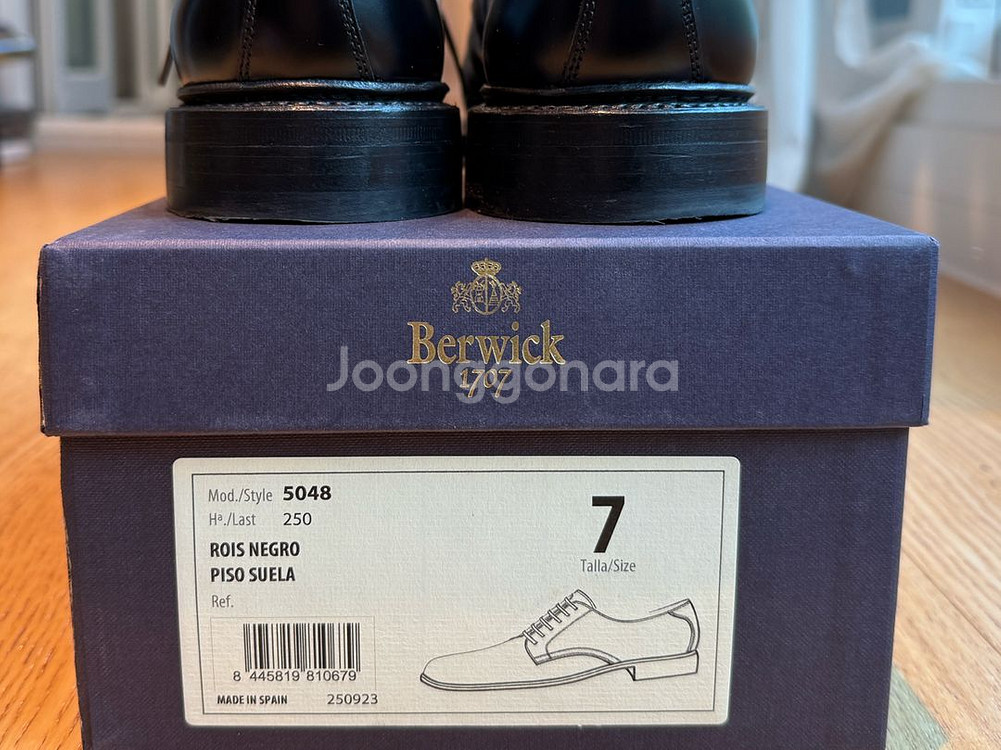 Berwick
1707
Joonggonara
Mod./Style 5048
Hª./Last 250
ROIS NEGRO
PISO SUELA
Ref.
7
Talla/Size
8 445819 810679
MADE IN SPAIN 250923